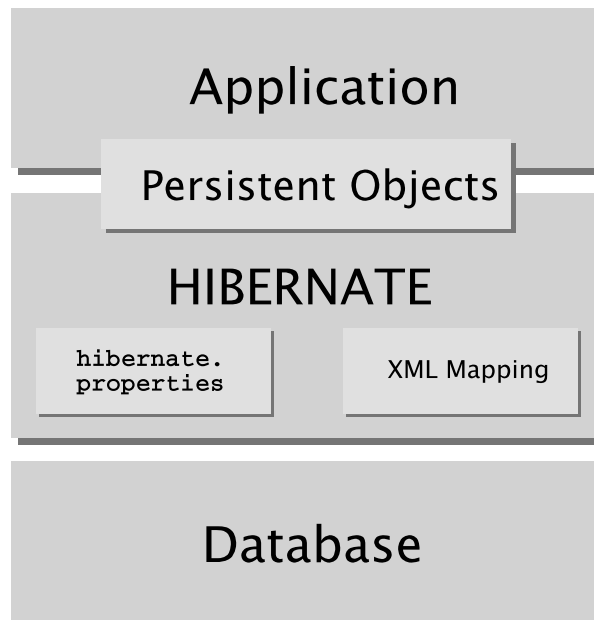 Application
Persistent Objects
HIBERNATE
hibernate.
properties
XML Mapping
Database